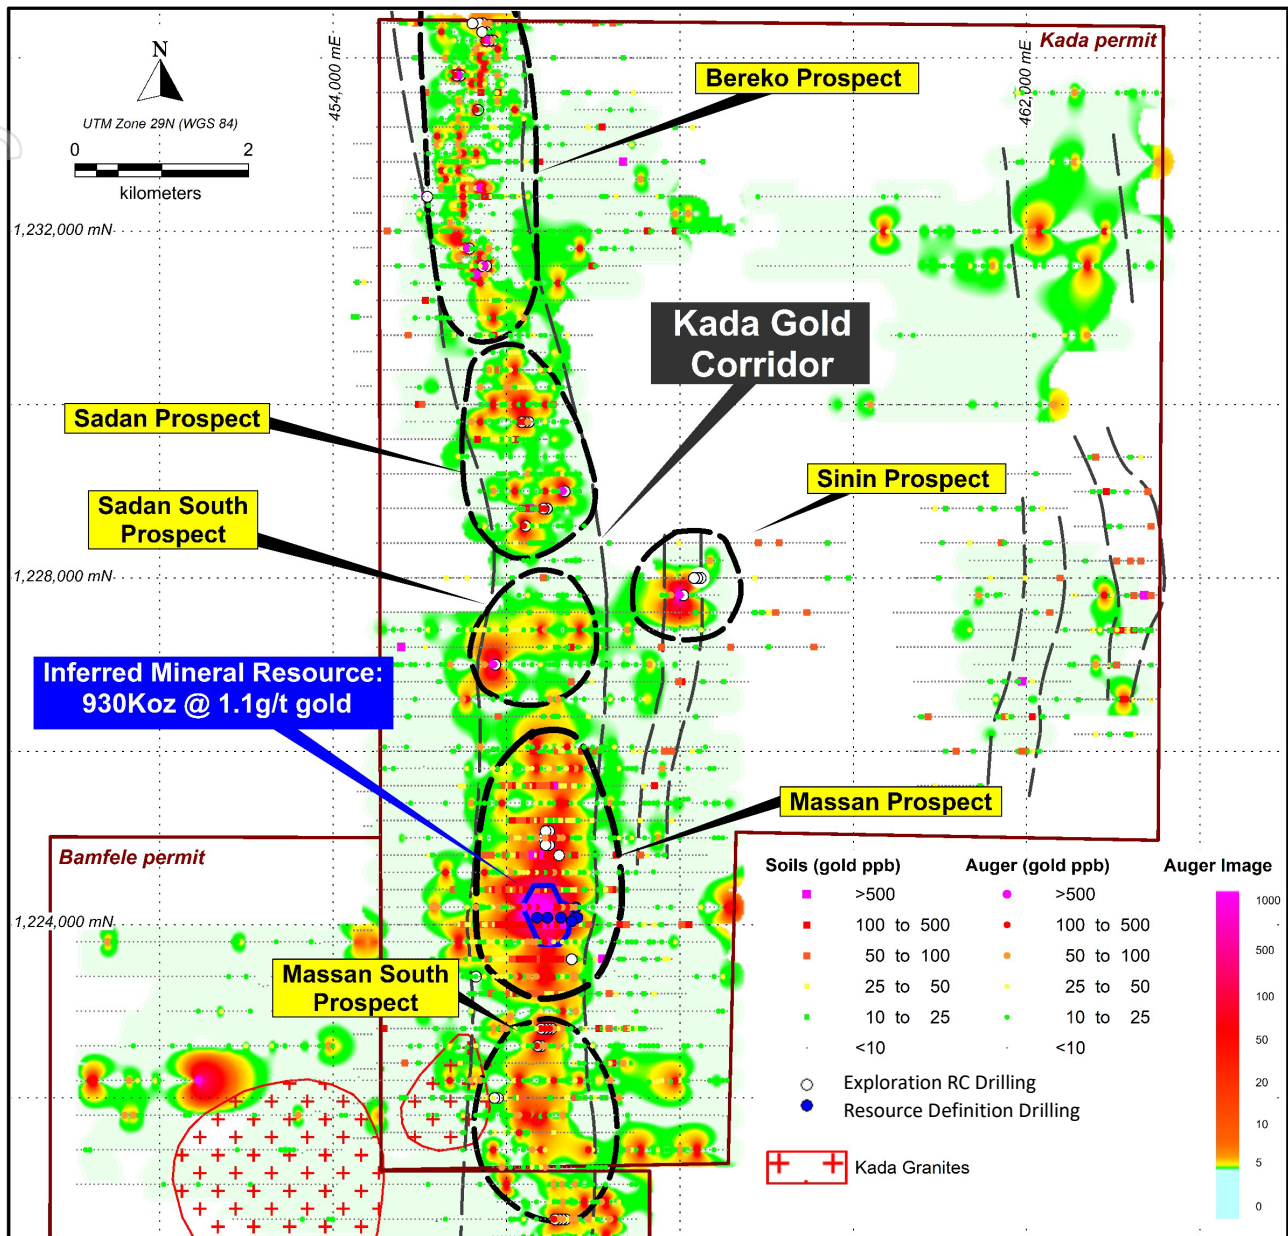 Kada permit
454,000 mE
462,000 mE
N
UTM Zone 29N (WGS 84)
0 2
kilometers
Bereko Prospect
1,232,000 mN
Kada Gold
Corridor
Sadan Prospect
Sinin Prospect
Sadan South
Prospect
1,228,000 mN
Inferred Mineral Resource:
930Koz @ 1.1g/t gold
Massan Prospect
Bamfele permit
1,224,000 mN
Massan South
Prospect
Soils (gold ppb) Auger (gold ppb) Auger Image
>500 >500 1000
100 to 500 100 to 500 500
50 to 100 50 to 100 100
25 to 50 25 to 50 50
10 to 25 10 to 25 20
<10 <10 10
5
0
Exploration RC Drilling
Resource Definition Drilling
Kada Granites